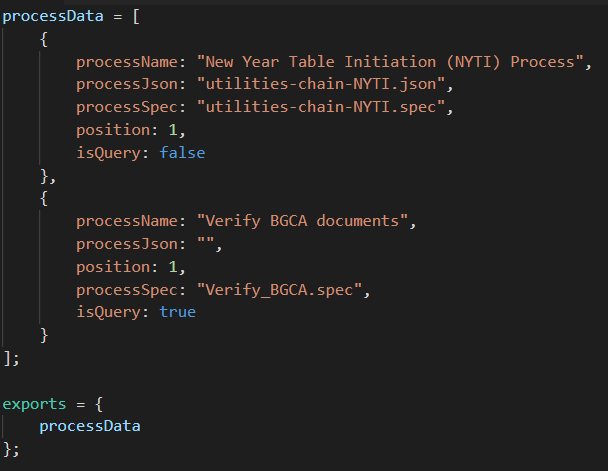 processData = [
    {
        processName: "New Year Table Initiation (NYTI) Process",
        processJson: "utilities-chain-NYTI.json",
        processSpec: "utilities-chain-NYTI.spec",
        position: 1,
        isQuery: false
    },
    {
        processName: "Verify BGCA documents",
        processJson: "",
        position: 1,
        processSpec: "Verify_BGCA.spec",
        isQuery: true
    }
];

exports = {
    processData
};